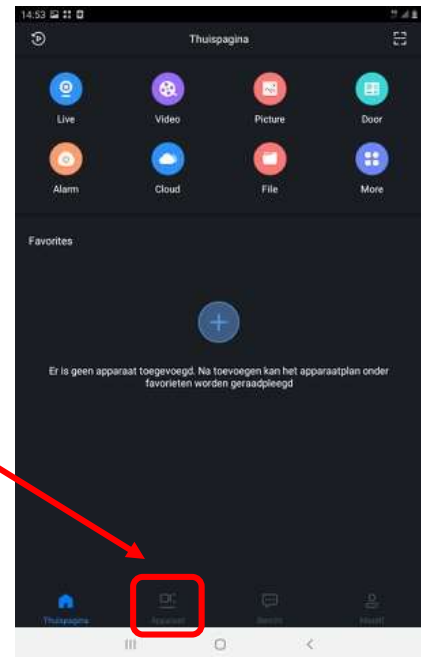 14:53
Thuispagina
Live Video Picture Door
Alarm Cloud File More
Favorites
Er is geen apparaat toegevoegd. Na toevoegen kan het apparaatplan onder
favorieten worden geraadpleegd
Thuispagina Apparaat Bericht